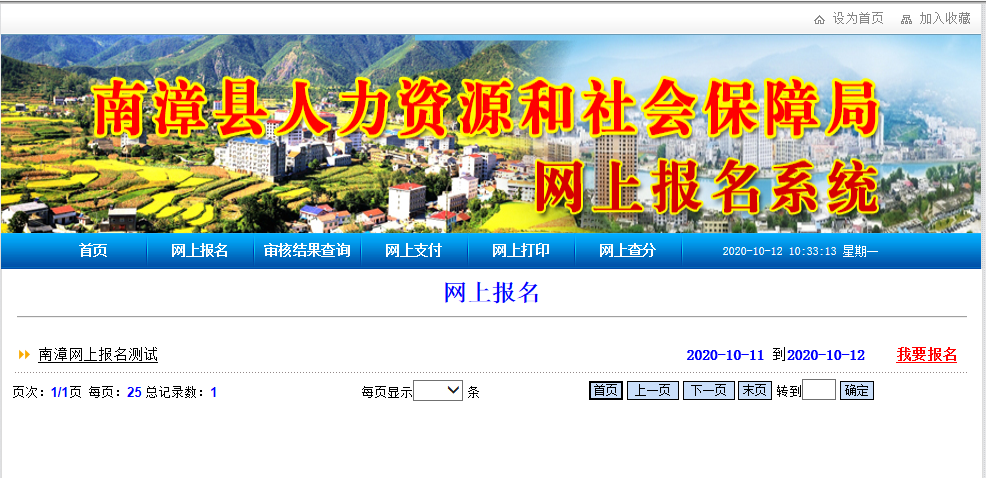 设为首页 加入收藏
南漳县人力资源和社会保障局
网上报名系统
首页 网上报名 审核结果查询 网上支付 网上打印 网上查分 2020-10-12 10:33:13 星期一
网上报名
南漳网上报名测试 2020-10-11 到2020-10-12 我要报名
页次：1/1页 每页：25 总记录数：1 每页显示 条 首页 上一页 下一页 末页 转到 确定